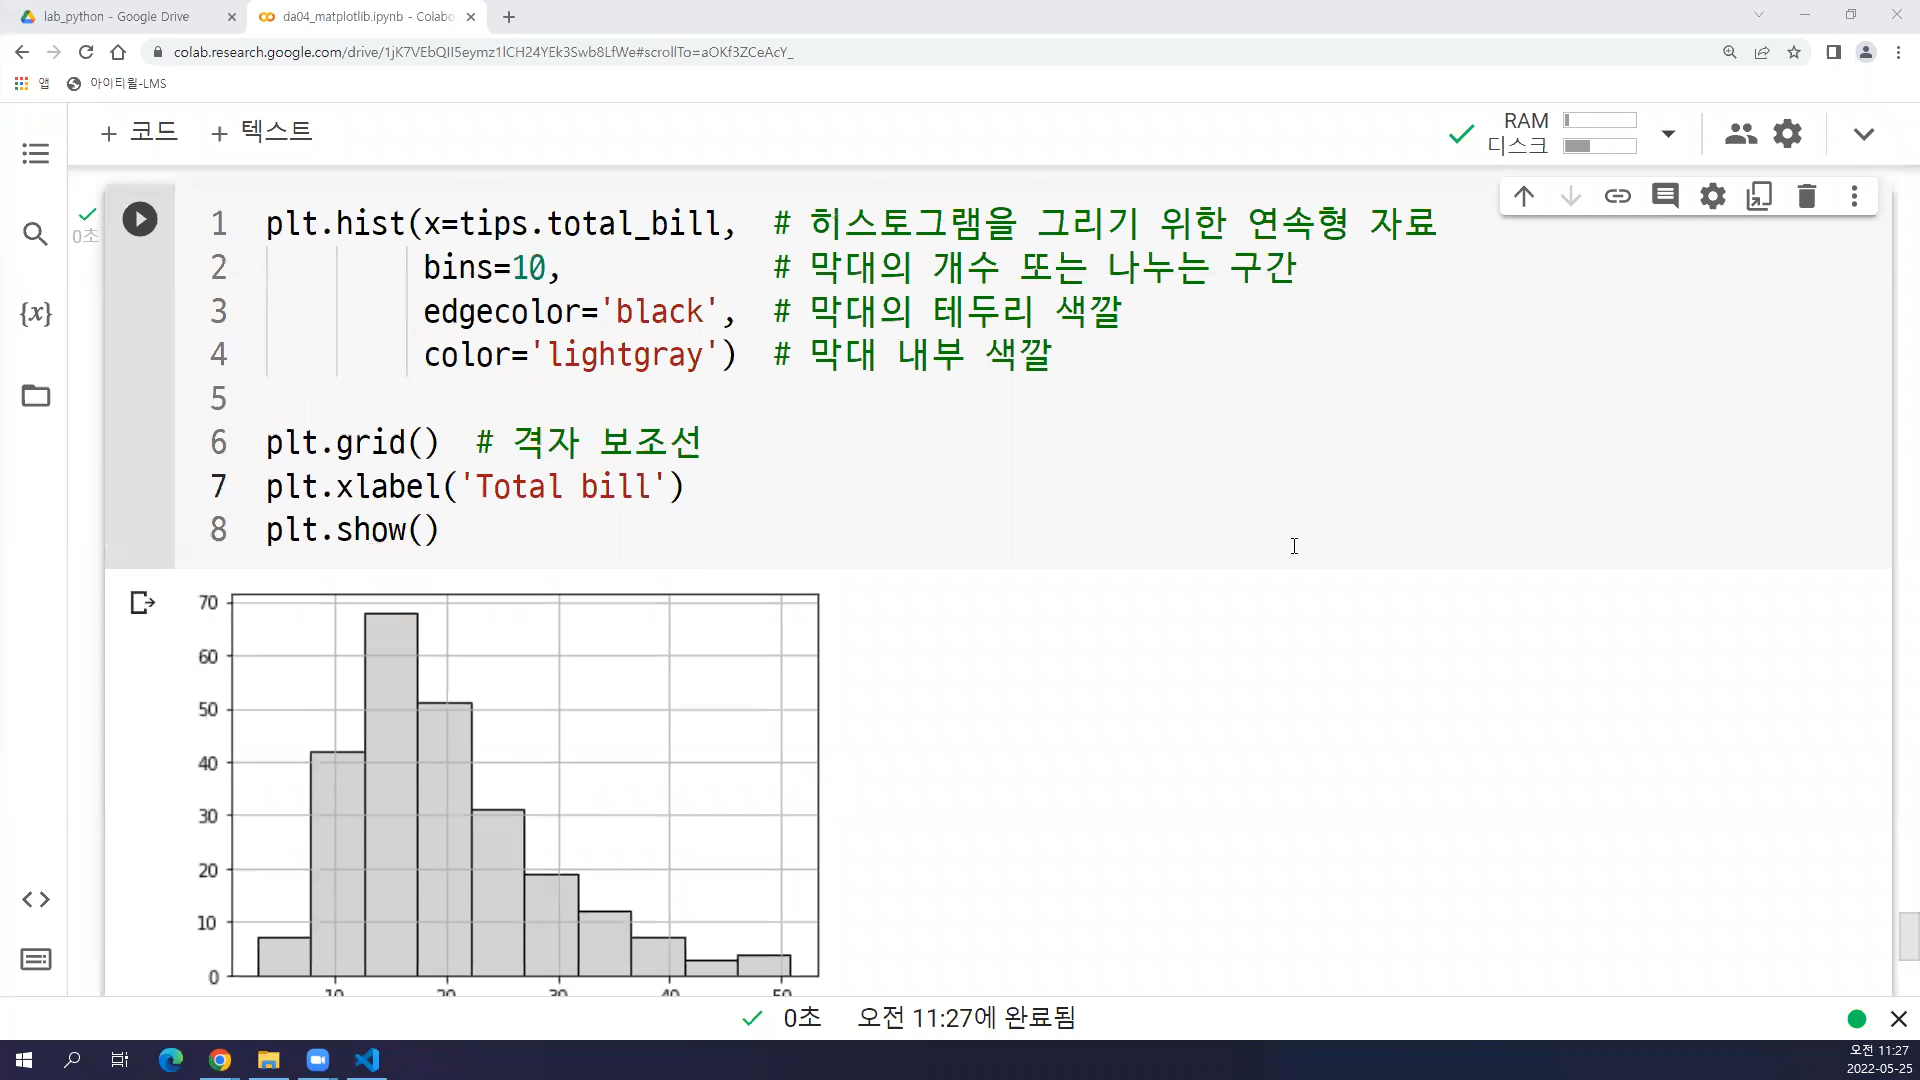 lab_python - Google Drive
da04_matplotlib.ipynb - Colabo
colab.research.google.com/drive/1jK7VEbQII5eymz1lCH24YEk3Swb8LfWe#scrollTo=aOKf3ZCeAcY_
앱
아이티윌-LMS
+ 코드 + 텍스트
RAM
디스크
0초
1 plt.hist(x=tips.total_bill, # 히스토그램을 그리기 위한 연속형 자료
2 bins=10, # 막대의 개수 또는 나누는 구간
3 edgecolor='black', # 막대의 테두리 색깔
4 color='lightgray') # 막대 내부 색깔
5
6 plt.grid() # 격자 보조선
7 plt.xlabel('Total bill')
8 plt.show()
{x}
70
60
50
40
30
20
10
0
10 20 30 40 50
0초 오전 11:27에 완료됨
오전 11:27
2022-05-25